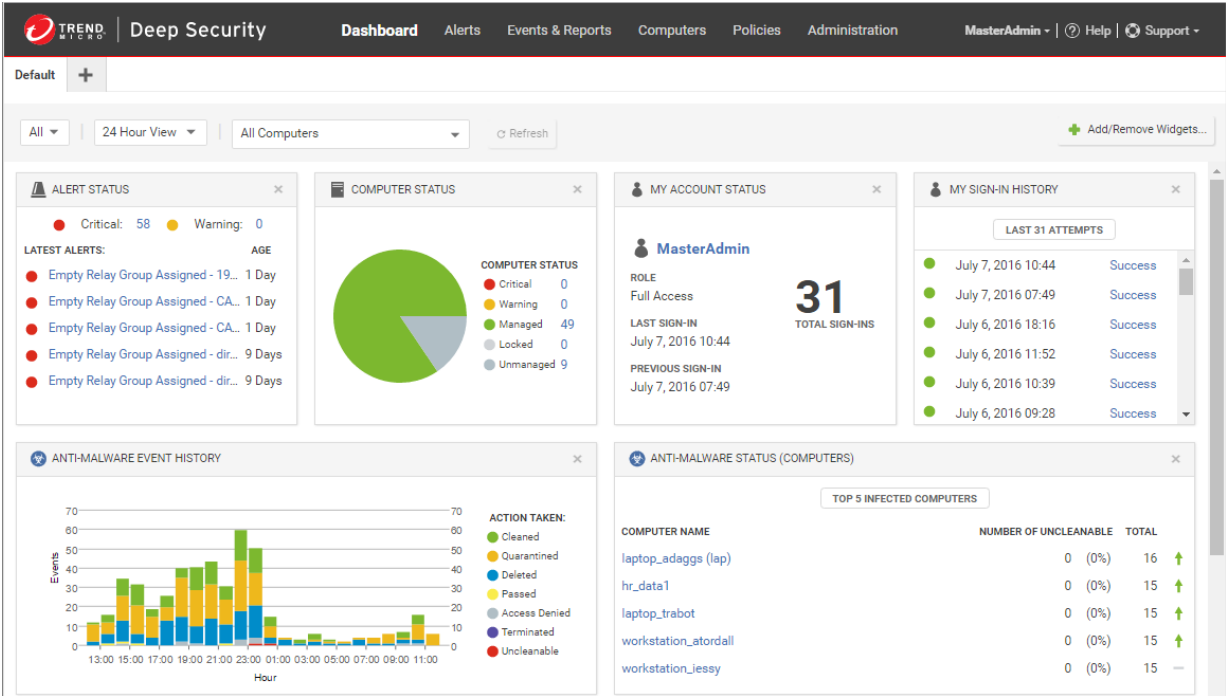 TREND MICRO Deep Security Dashboard Alerts Events & Reports Computers Policies Administration MasterAdmin Help Support
Default
All 24 Hour View All Computers Refresh Add/Remove Widgets...
ALERT STATUS
Critical: 58 Warning: 0
LATEST ALERTS: AGE
Empty Relay Group Assigned - 19... 1 Day
Empty Relay Group Assigned - CA... 1 Day
Empty Relay Group Assigned - CA... 1 Day
Empty Relay Group Assigned - dir... 9 Days
Empty Relay Group Assigned - dir... 9 Days
COMPUTER STATUS
COMPUTER STATUS
Critical 0
Warning 0
Managed 49
Locked 0
Unmanaged 9
MY ACCOUNT STATUS
MasterAdmin
ROLE
Full Access
LAST SIGN-IN
July 7, 2016 10:44
PREVIOUS SIGN-IN
July 7, 2016 07:49
31
TOTAL SIGN-INS
MY SIGN-IN HISTORY
LAST 31 ATTEMPTS
July 7, 2016 10:44 Success
July 7, 2016 07:49 Success
July 6, 2016 18:16 Success
July 6, 2016 11:52 Success
July 6, 2016 10:39 Success
July 6, 2016 09:28 Success
ANTI-MALWARE EVENT HISTORY
Events
70 70
60 60
50 50
40 40
30 30
20 20
10 10
0 0
13:00 15:00 17:00 19:00 21:00 23:00 01:00 03:00 05:00 07:00 09:00 11:00
Hour
ACTION TAKEN:
Cleaned
Quarantined
Deleted
Passed
Access Denied
Terminated
Uncleanable
ANTI-MALWARE STATUS (COMPUTERS)
TOP 5 INFECTED COMPUTERS
COMPUTER NAME NUMBER OF UNCLEANABLE TOTAL
laptop_adaggs (lap) 0 (0%) 16
hr_data1 0 (0%) 15
laptop_trabot 0 (0%) 15
workstation_atordall 0 (0%) 15
workstation_iessy 0 (0%) 15